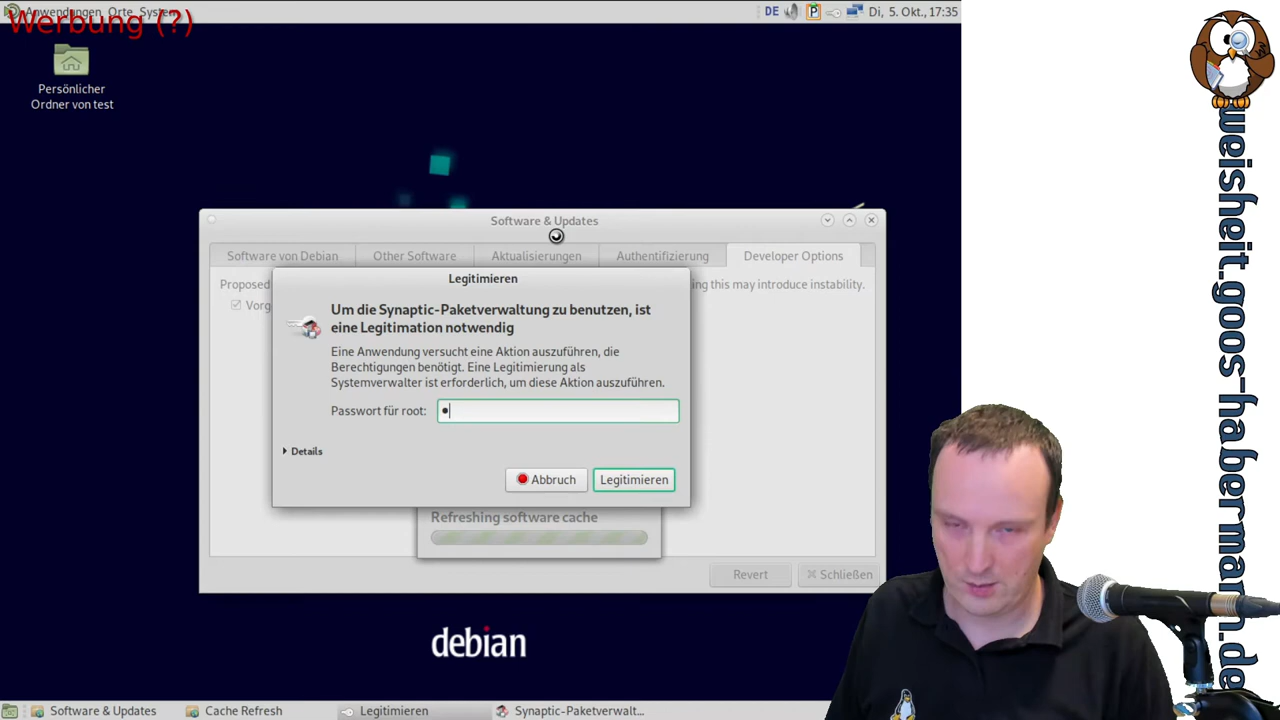 Anwendungen Orte System
Werbung (?)
DE
P
Di, 5. Okt., 17:35
Persönlicher
Ordner von test
Software & Updates
Software von Debian
Other Software
Aktualisierungen
Authentifizierung
Developer Options
Proposed
ing this may introduce instability.
Vorg
Legitimieren
Um die Synaptic-Paketverwaltung zu benutzen, ist
eine Legitimation notwendig
Eine Anwendung versucht eine Aktion auszuführen, die
Berechtigungen benötigt. Eine Legitimierung als
Systemverwalter ist erforderlich, um diese Aktion auszuführen.
Passwort für root:
Details
Abbruch
Legitimieren
Refreshing software cache
Revert
Schließen
debian
Software & Updates
Cache Refresh
Legitimieren
Synaptic-Paketverwalt...
weisheit.goos-habermann.de